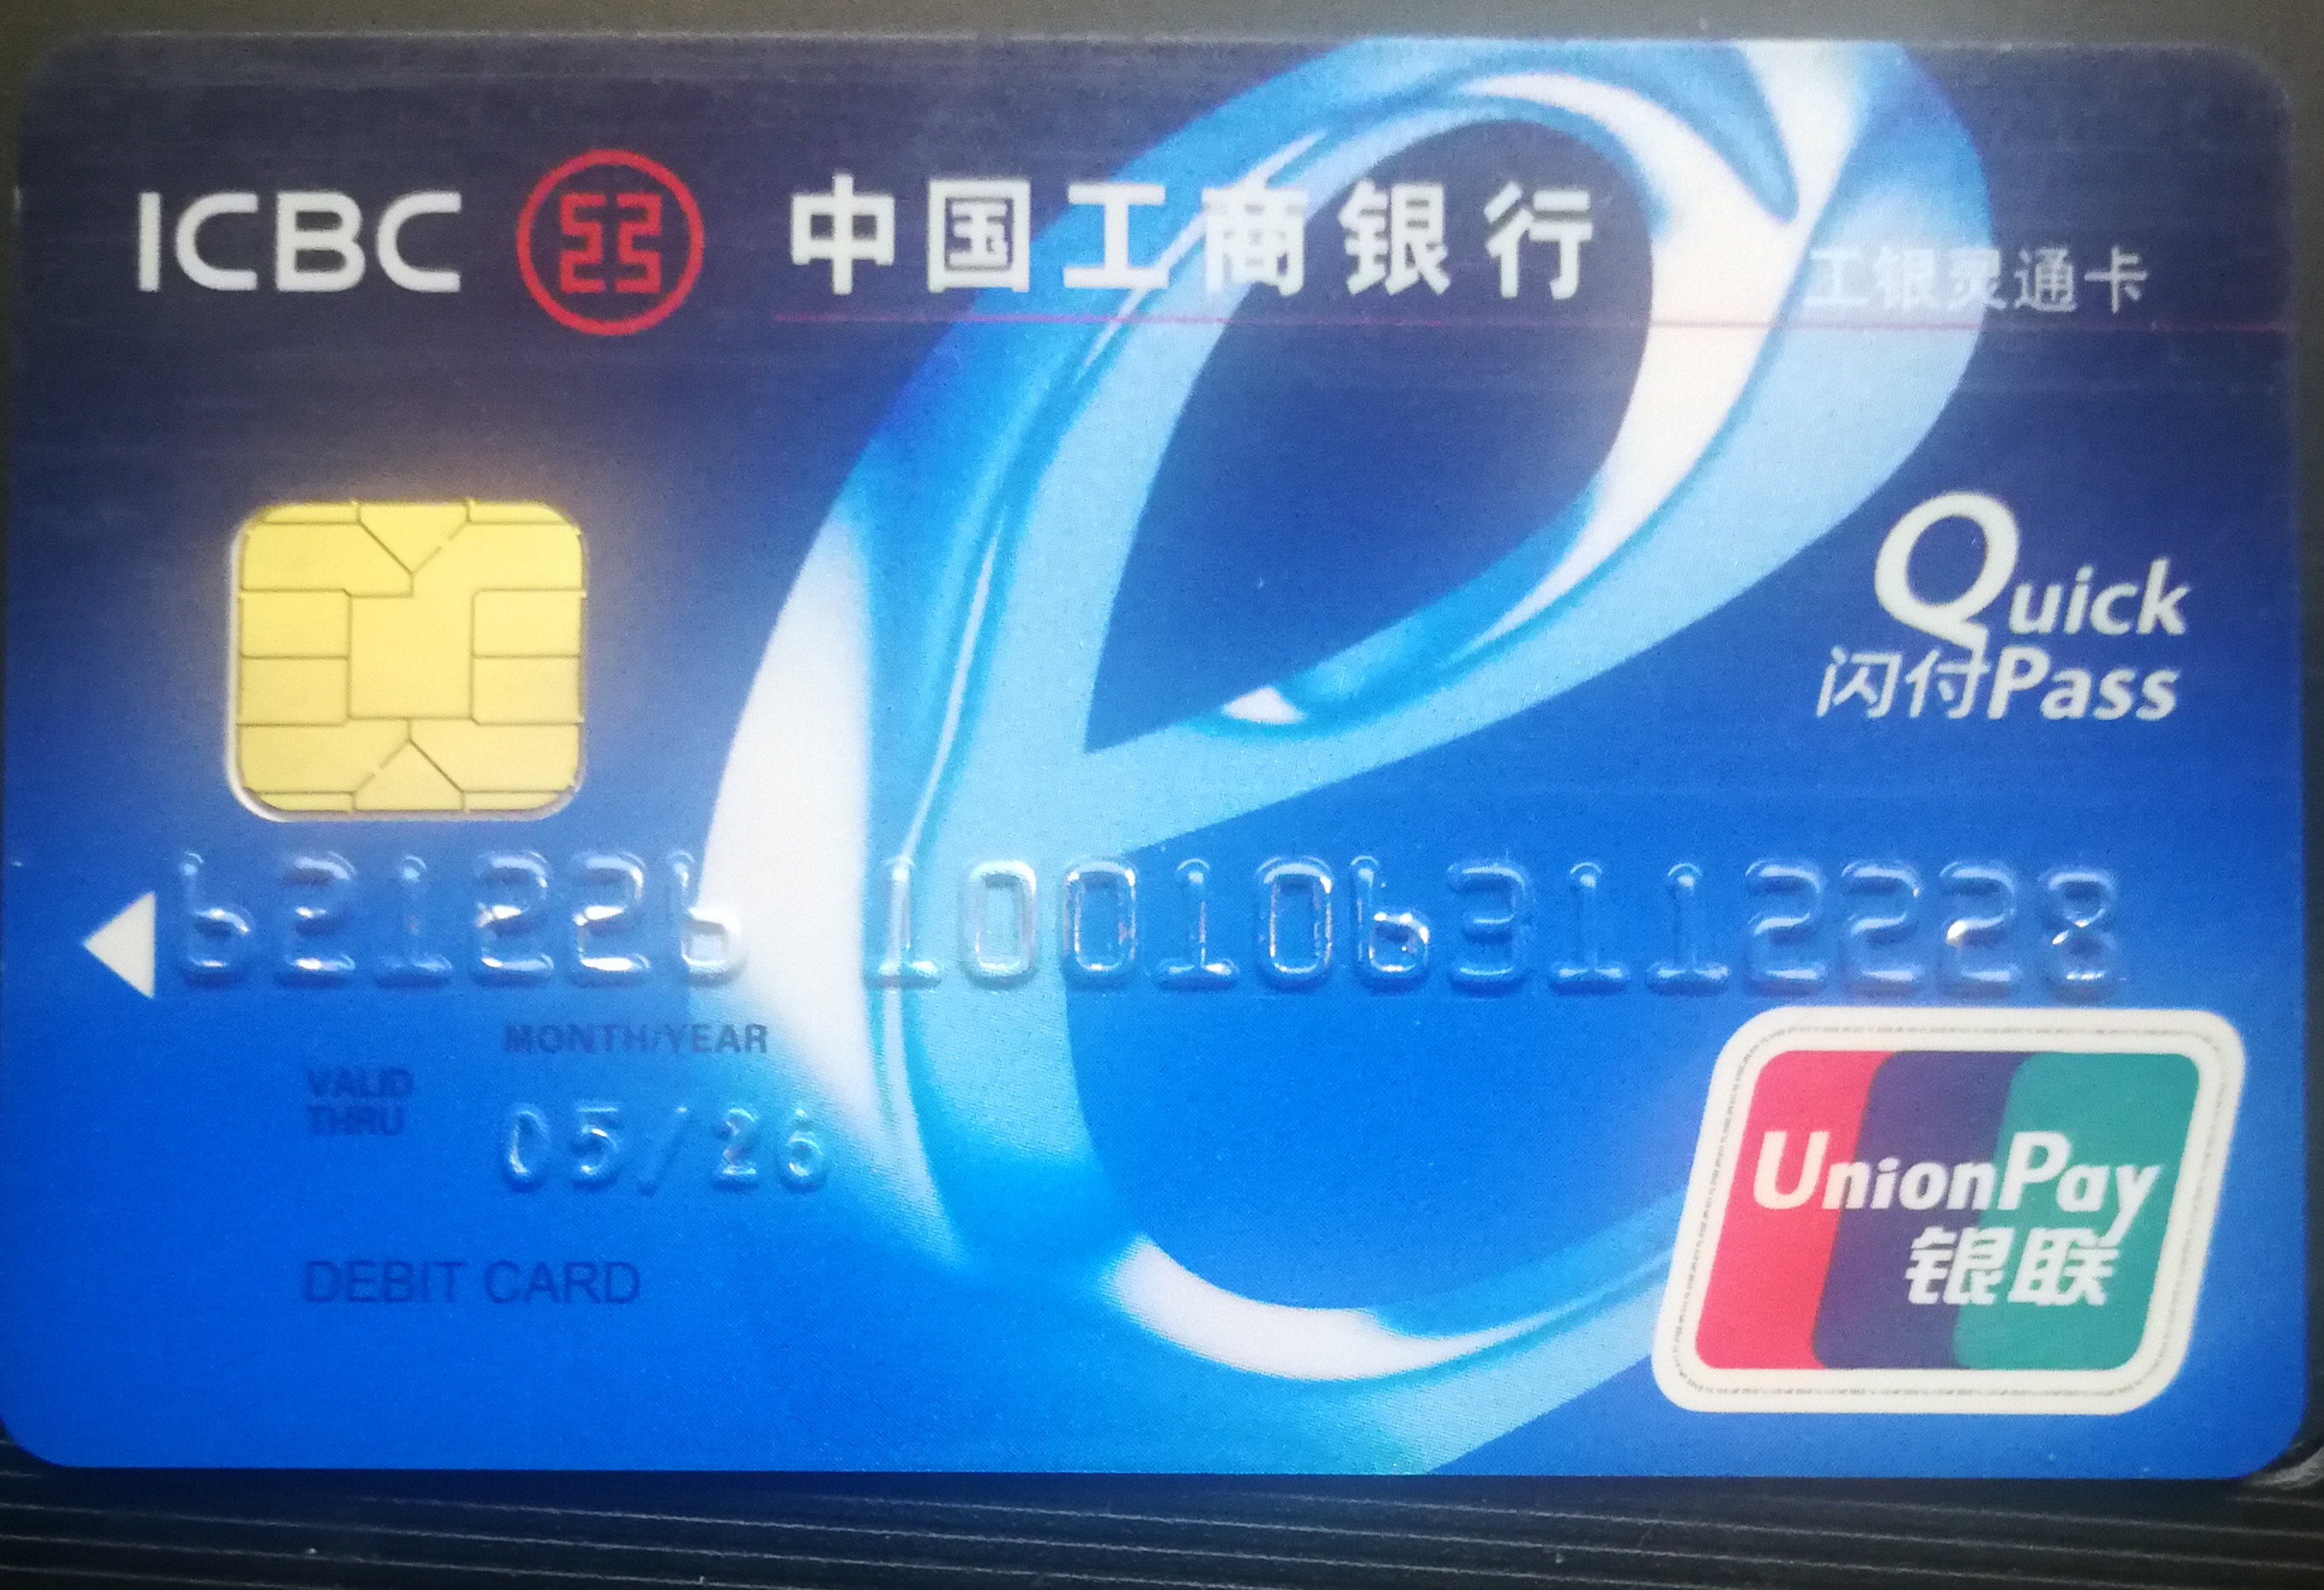 ICBC 中国工商银行
工银灵通卡
Quick
闪付Pass
621226 1001063112228
MONTH/YEAR
VALID
THRU
05/26
DEBIT CARD
UnionPay
银联